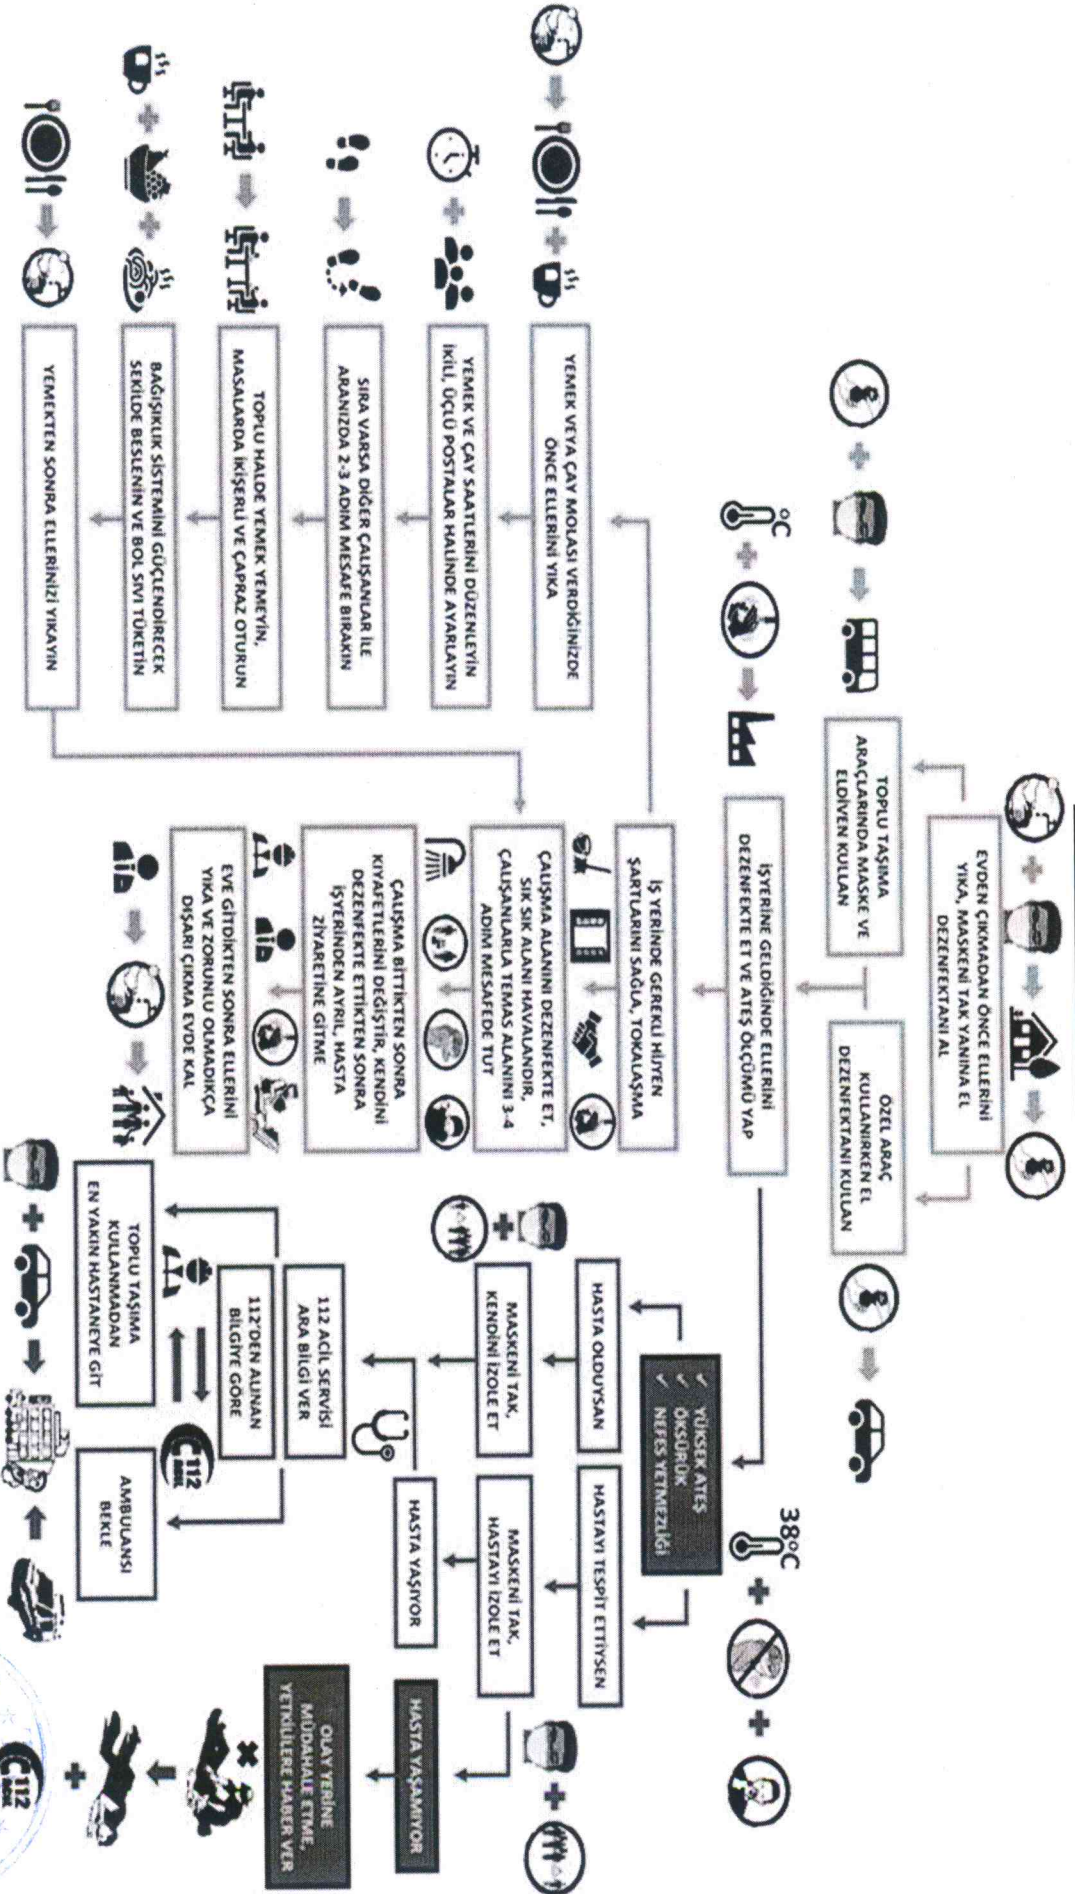 EVDEN ÇIKMADAN ÖNCE ELLERİNİ
YIKA, MASKENİ TAK YANINA EL
DEZENFEKTANI AL
TOPLU TAŞIMA
ARAÇLARINDA MASKE VE
ELDİVEN KULLAN
ÖZEL ARAÇ
KULLANIRKEN EL
DEZENFEKTANI KULLAN
°C
İŞYERİNE GELDİĞİNDE ELLERİNİ
DEZENFEKTE ET VE ATEŞ ÖLÇÜMÜ YAP
38°C
İŞ YERİNDE GEREKLİ HİJYEN
ŞARTLARINI SAĞLA, TOKALAŞMA
✓ YÜKSEK ATEŞ
✓ ÖKSÜRÜK
✓ NEFES YETMEZLİĞİ
YEMEK VEYA ÇAY MOLASI VERDİĞİNİZDE
ÖNCE ELLERİNİ YIKA
YEMEK VE ÇAY SAATLERİNİ DÜZENLEYİN
İKİLİ, ÜÇLÜ POSTALAR HALİNDE AYARLAYIN
SIRA VARSA DİĞER ÇALIŞANLAR İLE
ARANIZDA 2-3 ADIM MESAFE BIRAKIN
TOPLU HALDE YEMEK YEMEYİN,
MASALARDA İKİŞERLİ VE ÇAPRAZ OTURUN
BAĞIŞIKLIK SİSTEMİNİ GÜÇLENDİRECEK
ŞEKİLDE BESLENİN VE BOL SIVI TÜKETİN
YEMEKTEN SONRA ELLERİNİZİ YIKAYIN
ÇALIŞMA ALANINI DEZENFEKTE ET,
SIK SIK ALANI HAVALANDIR,
ÇALIŞANLARLA TEMAS ALANINI 3-4
ADIM MESAFEDE TUT
ÇALIŞMA BİTTİKTEN SONRA
KIYAFETLERİNİ DEĞİŞTİR, KENDİNİ
DEZENFEKTE ETTİKTEN SONRA
İŞYERİNDEN AYRIL, HASTA
ZİYARETİNE GİTME
EVE GİTDİKTEN SONRA ELLERİNİ
YIKA VE ZORUNLU OLMADIKÇA
DIŞARI ÇIKMA EVDE KAL
HASTA OLDUYSAN
HASTAYI TESPİT ETTİYSEN
MASKENİ TAK,
KENDİNİ İZOLE ET
MASKENİ TAK,
HASTAYI İZOLE ET
HASTA YAŞIYOR
HASTA YAŞAMIYOR
112 ACİL SERVİSİ
ARA BİLGİ VER
112'DEN ALINAN
BİLGİYE GÖRE
OLAY YERİNE
MÜDAHALE ETME,
YETKİLİLERE HABER VER
112
ACİL
TOPLU TAŞIMA
KULLANMADAN
EN YAKIN HASTANEYE GİT
AMBULANSI
BEKLE
112
ACİL